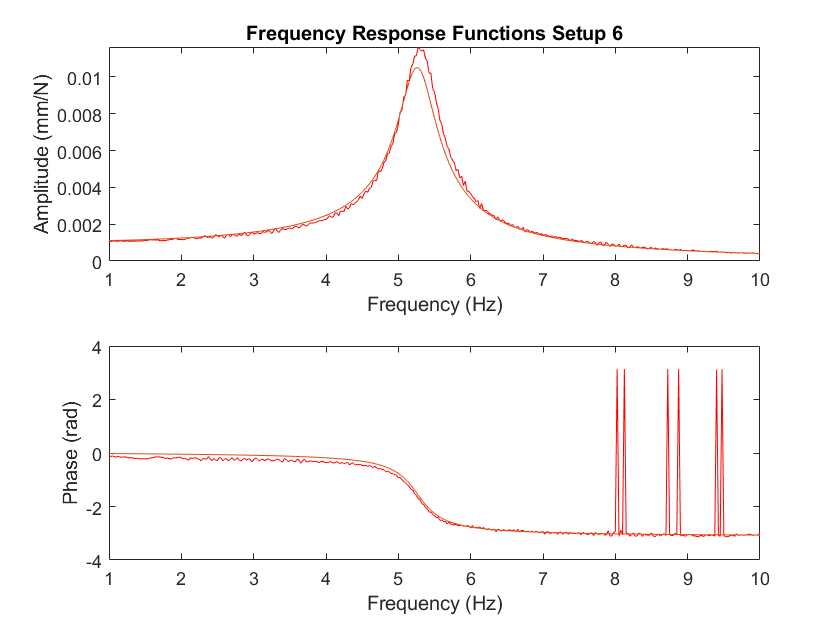 Frequency Response Functions Setup 6
0.01
0.008
0.006
0.004
0.002
0
Amplitude (mm/N)
1 2 3 4 5 6 7 8 9 10
Frequency (Hz)
4
2
0
-2
-4
Phase (rad)
1 2 3 4 5 6 7 8 9 10
Frequency (Hz)